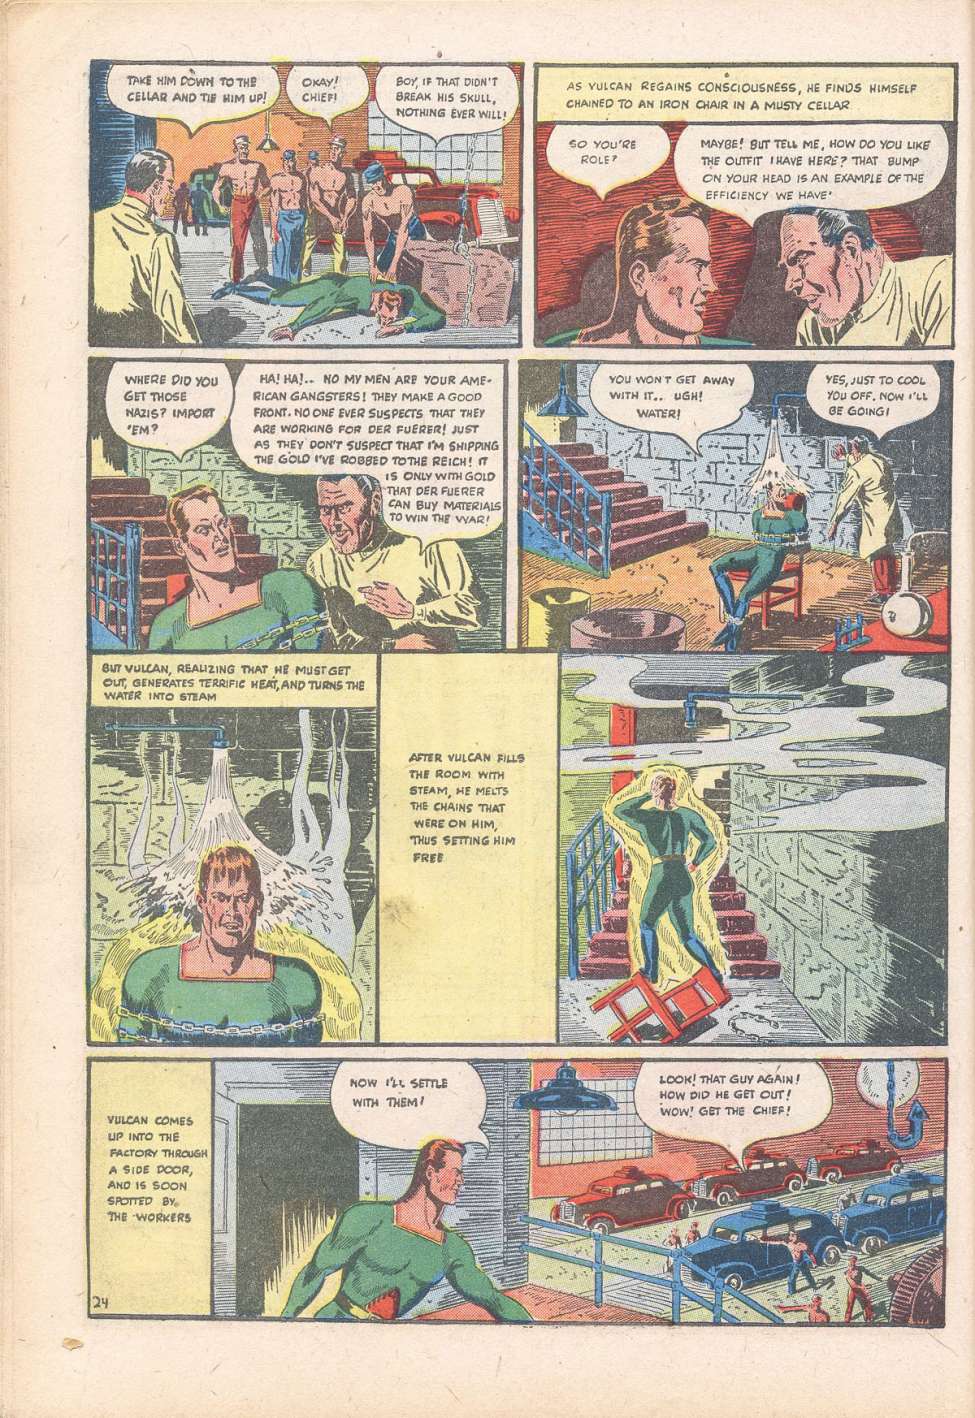 TAKE HIM DOWN TO THE
CELLAR AND TIE HIM UP!
OKAY!
CHIEF!
BOY, IF THAT DIDN'T
BREAK HIS SKULL,
NOTHING EVER WILL!
AS VULCAN REGAINS CONSCIOUSNESS, HE FINDS HIMSELF
CHAINED TO AN IRON CHAIR IN A MUSTY CELLAR
SO YOU'RE
ROLE?
MAYBE! BUT TELL ME, HOW DO YOU LIKE
THE OUTFIT I HAVE HERE? THAT BUMP
ON YOUR HEAD IS AN EXAMPLE OF THE
EFFICIENCY WE HAVE'
WHERE DID YOU
GET THOSE
NAZIS? IMPORT
'EM?
HA! HA!.. NO MY MEN ARE YOUR AME-
RICAN GANGSTERS! THEY MAKE A GOOD
FRONT. NO ONE EVER SUSPECTS THAT THEY
ARE WORKING FOR DER FUERER! JUST
AS THEY DON'T SUSPECT THAT I'M SHIPPING
THE GOLD I'VE ROBBED TO THE REICH! IT
IS ONLY WITH GOLD
THAT DER FUERER
CAN BUY MATERIALS
TO WIN THE WAR!
YOU WON'T GET AWAY
WITH IT.. UGH!
WATER!
YES, JUST TO COOL
YOU OFF. NOW I'LL
BE GOING!
BUT VULCAN, REALIZING THAT HE MUST GET
OUT, GENERATES TERRIFIC HEAT, AND TURNS THE
WATER INTO STEAM
AFTER VULCAN FILLS
THE ROOM WITH
STEAM, HE MELTS
THE CHAINS THAT
WERE ON HIM,
THUS SETTING HIM
FREE
VULCAN COMES
UP INTO THE
FACTORY THROUGH
A SIDE DOOR,
AND IS SOON
SPOTTED BY
THE WORKERS
NOW I'LL SETTLE
WITH THEM!
LOOK! THAT GUY AGAIN!
HOW DID HE GET OUT!
WOW! GET THE CHIEF!
24